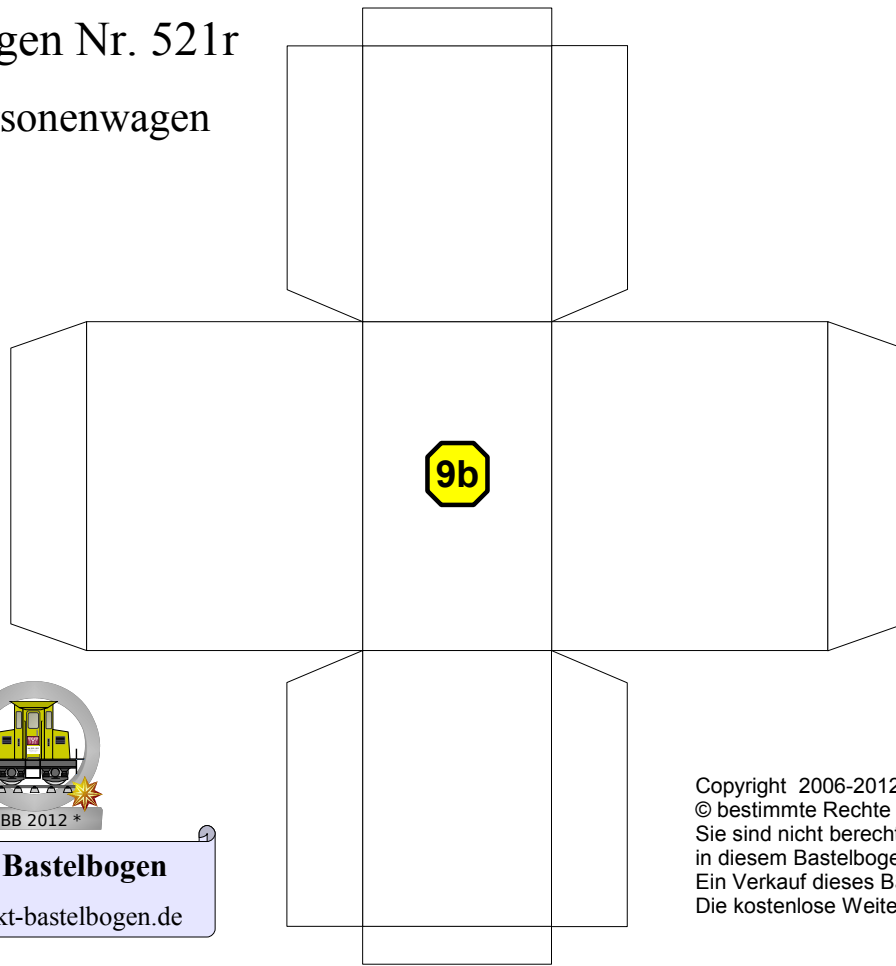 gen Nr. 521r
sonenwagen
9b
BB 2012 *
Bastelbogen
kt-bastelbogen.de
Copyright 2006-2012
© bestimmte Rechte
Sie sind nicht berecht
in diesem Bastelboge
Ein Verkauf dieses B
Die kostenlose Weite